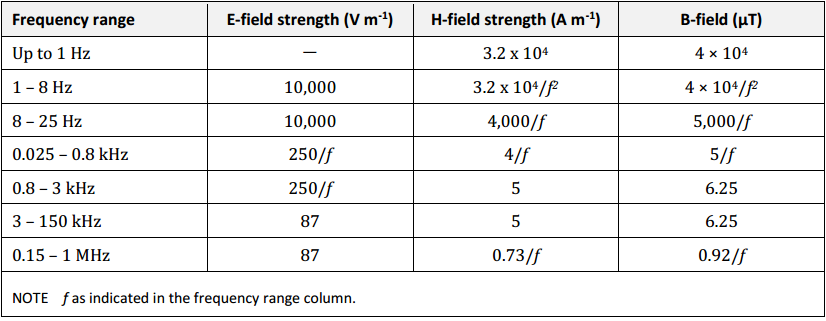 Frequency range E-field strength (V m⁻¹) H-field strength (A m⁻¹) B-field (µT)
Up to 1 Hz — 3.2 x 10⁴ 4 × 10⁴
1 – 8 Hz 10,000 3.2 x 10⁴/f² 4 × 10⁴/f²
8 – 25 Hz 10,000 4,000/f 5,000/f
0.025 – 0.8 kHz 250/f 4/f 5/f
0.8 – 3 kHz 250/f 5 6.25
3 – 150 kHz 87 5 6.25
0.15 – 1 MHz 87 0.73/f 0.92/f
NOTE f as indicated in the frequency range column.